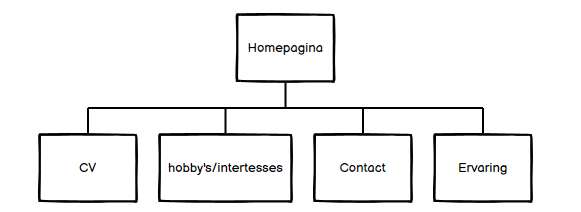 Homepagina
CV
hobby's/intertesses
Contact
Ervaring